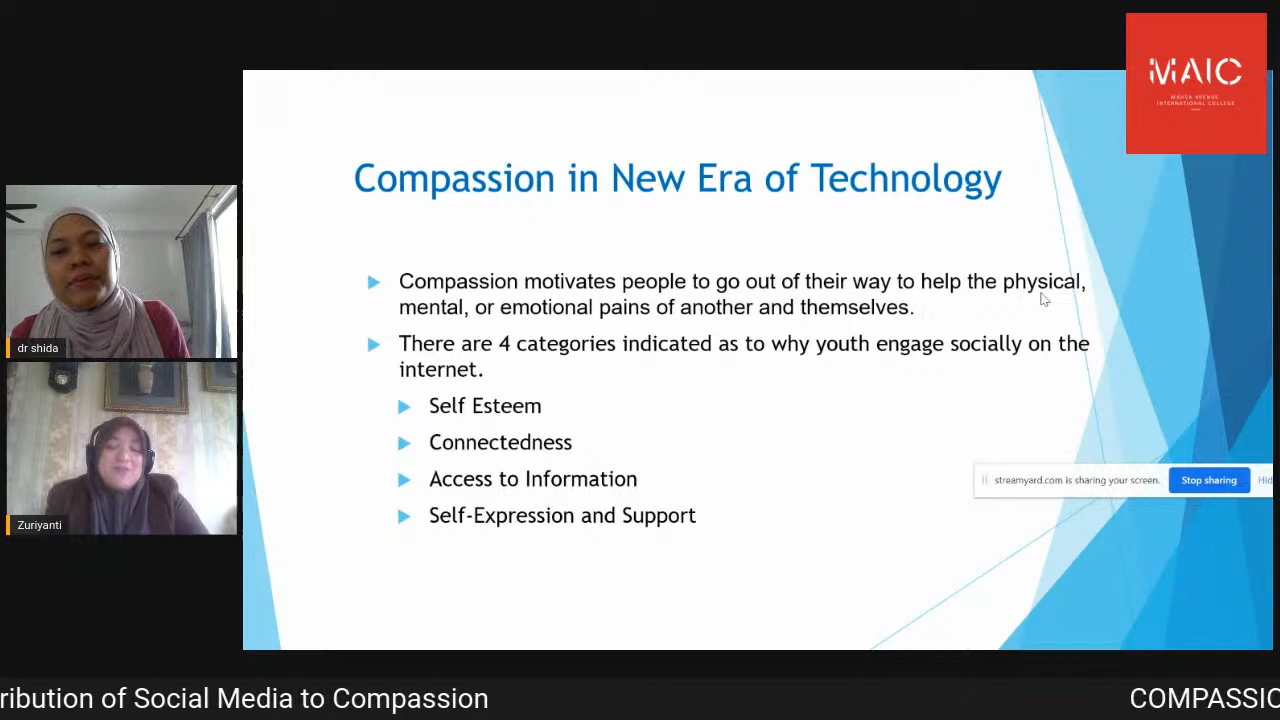 MAIC
MAHSA AVENUE
INTERNATIONAL COLLEGE
Compassion in New Era of Technology
Compassion motivates people to go out of their way to help the physical,
mental, or emotional pains of another and themselves.
There are 4 categories indicated as to why youth engage socially on the
internet.
Self Esteem
Connectedness
Access to Information
Self-Expression and Support
streamyard.com is sharing your screen. Stop sharing Hid
dr shida
Zuriyanti
ribution of Social Media to Compassion COMPASSIO